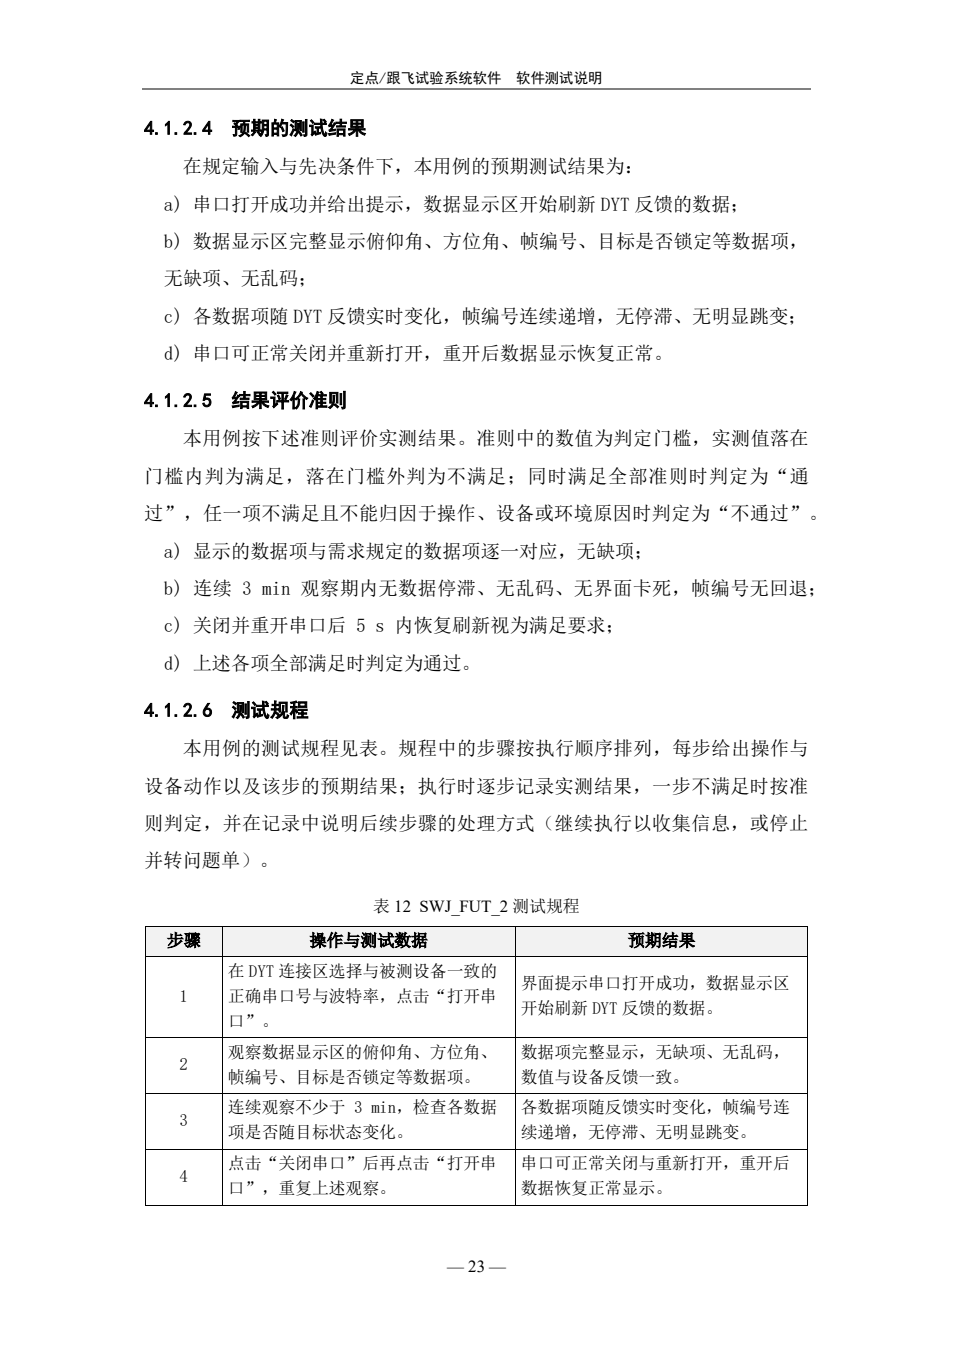 定点/跟飞试验系统软件　软件测试说明
4.1.2.4　预期的测试结果
在规定输入与先决条件下，本用例的预期测试结果为：
a）串口打开成功并给出提示，数据显示区开始刷新 DYT 反馈的数据；
b）数据显示区完整显示俯仰角、方位角、帧编号、目标是否锁定等数据项，
无缺项、无乱码；
c）各数据项随 DYT 反馈实时变化，帧编号连续递增，无停滞、无明显跳变；
d）串口可正常关闭并重新打开，重开后数据显示恢复正常。
4.1.2.5　结果评价准则
本用例按下述准则评价实测结果。准则中的数值为判定门槛，实测值落在
门槛内判为满足，落在门槛外判为不满足；同时满足全部准则时判定为“通
过”，任一项不满足且不能归因于操作、设备或环境原因时判定为“不通过”。
a）显示的数据项与需求规定的数据项逐一对应，无缺项；
b）连续 3 min 观察期内无数据停滞、无乱码、无界面卡死，帧编号无回退；
c）关闭并重开串口后 5 s 内恢复刷新视为满足要求；
d）上述各项全部满足时判定为通过。
4.1.2.6　测试规程
本用例的测试规程见表。规程中的步骤按执行顺序排列，每步给出操作与
设备动作以及该步的预期结果；执行时逐步记录实测结果，一步不满足时按准
则判定，并在记录中说明后续步骤的处理方式（继续执行以收集信息，或停止
并转问题单）。
表 12 SWJ_FUT_2 测试规程
步骤　操作与测试数据　预期结果
1
在 DYT 连接区选择与被测设备一致的
正确串口号与波特率，点击“打开串
口”。
界面提示串口打开成功，数据显示区
开始刷新 DYT 反馈的数据。
2
观察数据显示区的俯仰角、方位角、
帧编号、目标是否锁定等数据项。
数据项完整显示，无缺项、无乱码，
数值与设备反馈一致。
3
连续观察不少于 3 min，检查各数据
项是否随目标状态变化。
各数据项随反馈实时变化，帧编号连
续递增，无停滞、无明显跳变。
4
点击“关闭串口”后再点击“打开串
口”，重复上述观察。
串口可正常关闭与重新打开，重开后
数据恢复正常显示。
— 23 —